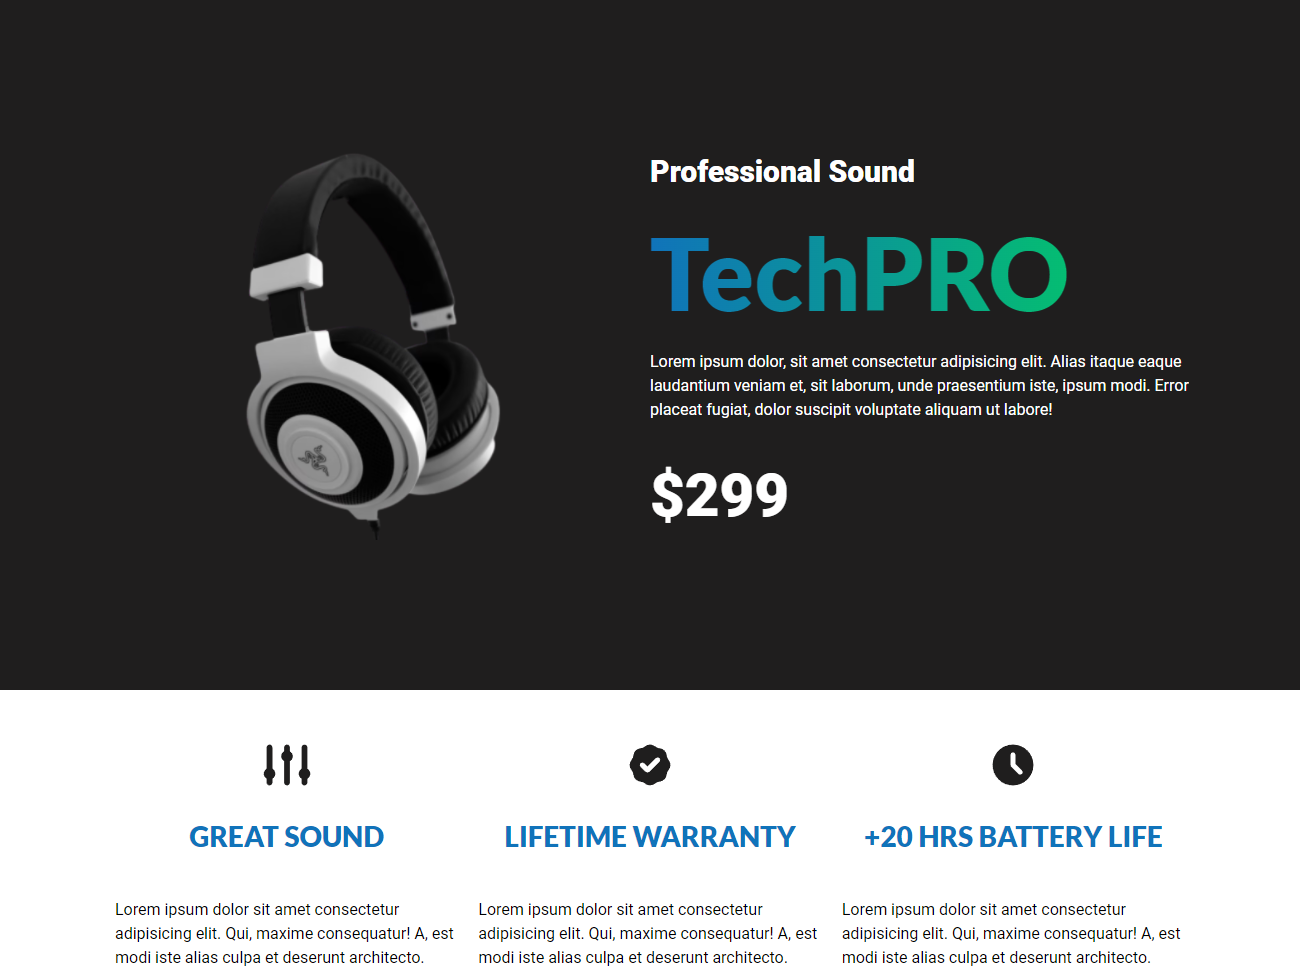 Professional Sound
TechPRO
Lorem ipsum dolor, sit amet consectetur adipisicing elit. Alias itaque eaque
laudantium veniam et, sit laborum, unde praesentium iste, ipsum modi. Error
placeat fugiat, dolor suscipit voluptate aliquam ut labore!
$299
GREAT SOUND
Lorem ipsum dolor sit amet consectetur
adipisicing elit. Qui, maxime consequatur! A, est
modi iste alias culpa et deserunt architecto.
LIFETIME WARRANTY
Lorem ipsum dolor sit amet consectetur
adipisicing elit. Qui, maxime consequatur! A, est
modi iste alias culpa et deserunt architecto.
+20 HRS BATTERY LIFE
Lorem ipsum dolor sit amet consectetur
adipisicing elit. Qui, maxime consequatur! A, est
modi iste alias culpa et deserunt architecto.